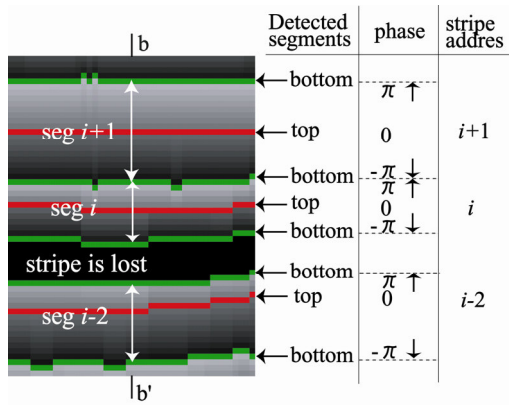 b
Detected segments
phase
stripe addres
bottom
π
seg i+1
top
0
i+1
bottom
-π
π
seg i
top
0
i
bottom
-π
stripe is lost
bottom
π
top
0
i-2
seg i-2
bottom
-π
b'